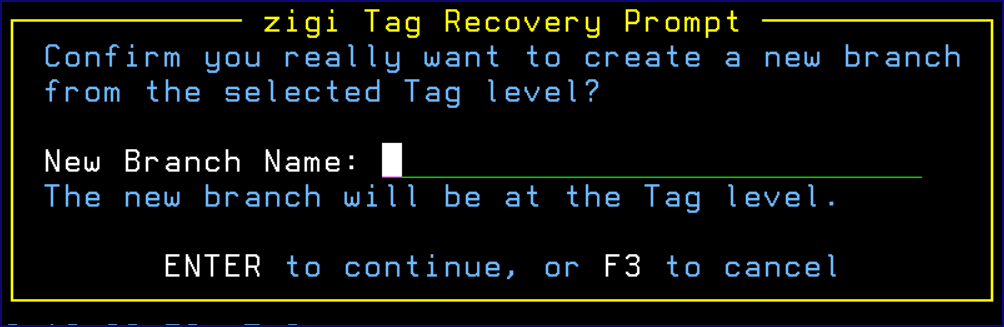 zigi Tag Recovery Prompt
Confirm you really want to create a new branch
from the selected Tag level?
New Branch Name:
The new branch will be at the Tag level.
ENTER to continue, or F3 to cancel